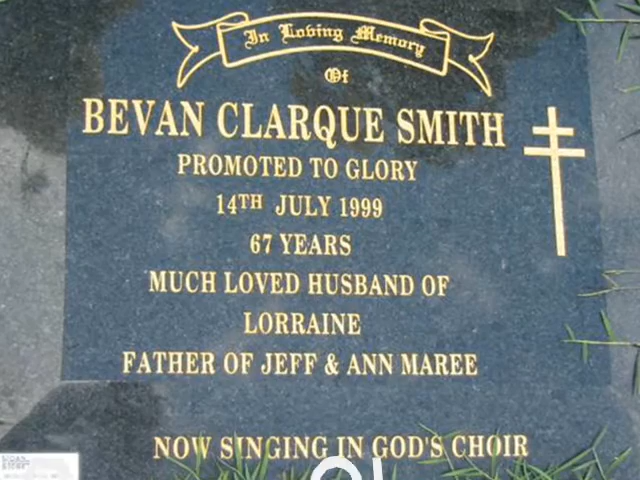 In Loving Memory
Of
BEVAN CLARQUE SMITH
PROMOTED TO GLORY
14TH JULY 1999
67 YEARS
MUCH LOVED HUSBAND OF
LORRAINE
FATHER OF JEFF & ANN MAREE
NOW SINGING IN GOD'S CHOIR